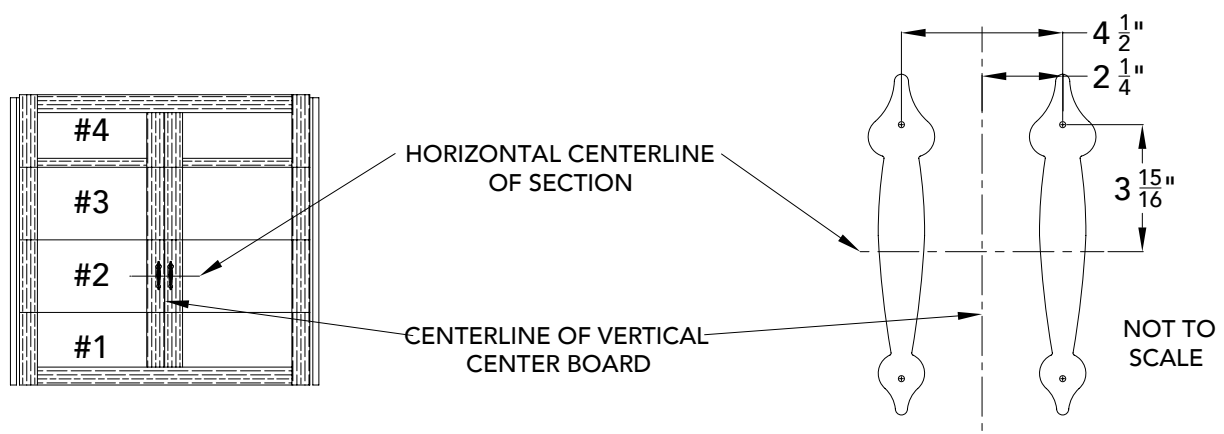 #4
#3
#2
#1
HORIZONTAL CENTERLINE
OF SECTION
CENTERLINE OF VERTICAL
CENTER BOARD
4 1/2"
2 1/4"
3 15/16"
NOT TO
SCALE